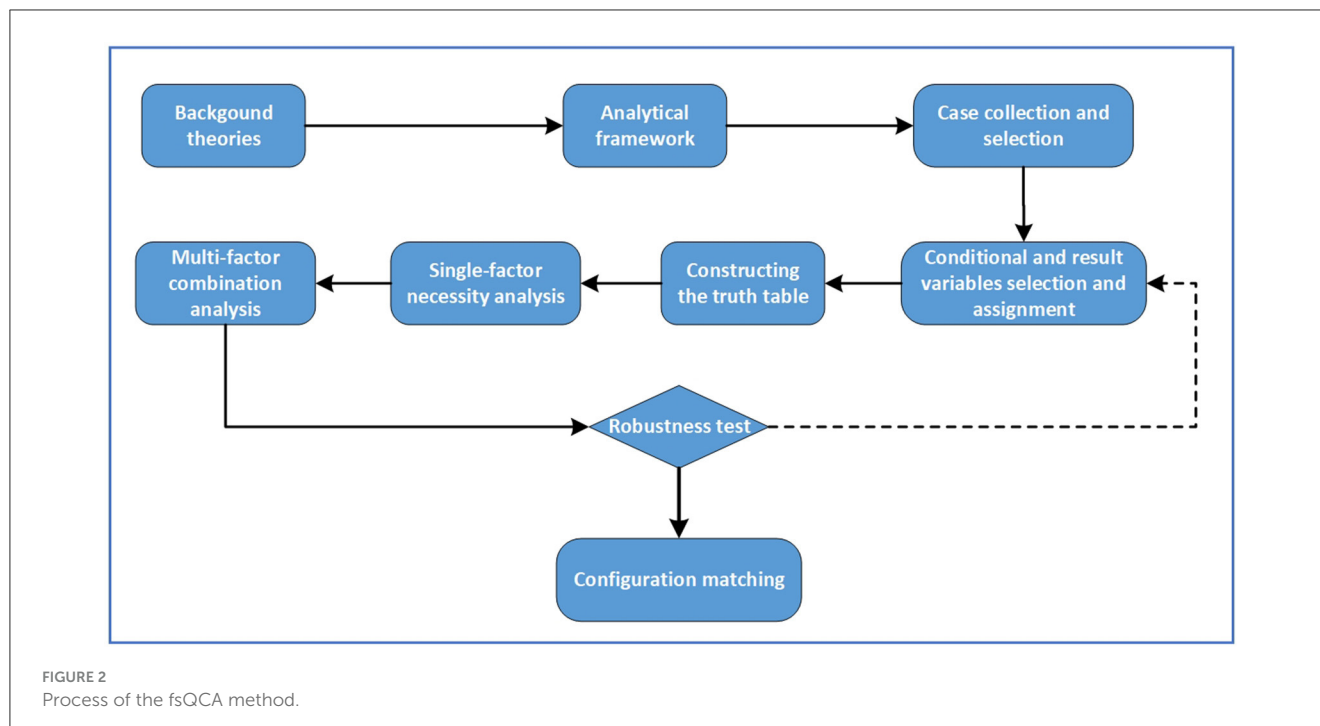 Backgound
theories
Analytical
framework
Case collection and
selection
Multi-factor
combination
analysis
Single-factor
necessity analysis
Constructing
the truth table
Conditional and result
variables selection and
assignment
Robustness test
Configuration matching
FIGURE 2
Process of the fsQCA method.